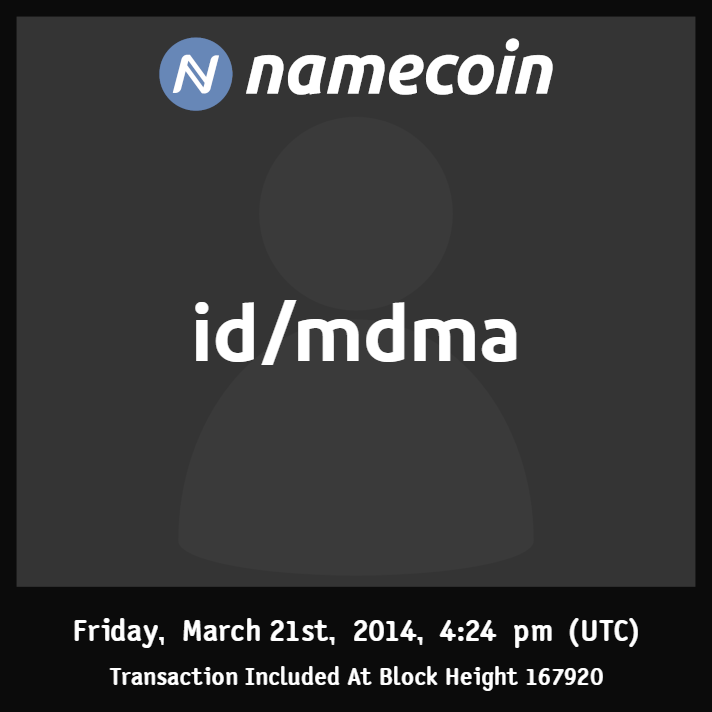 namecoin
id/mdma
Friday, March 21st, 2014, 4:24 pm (UTC)
Transaction Included At Block Height 167920